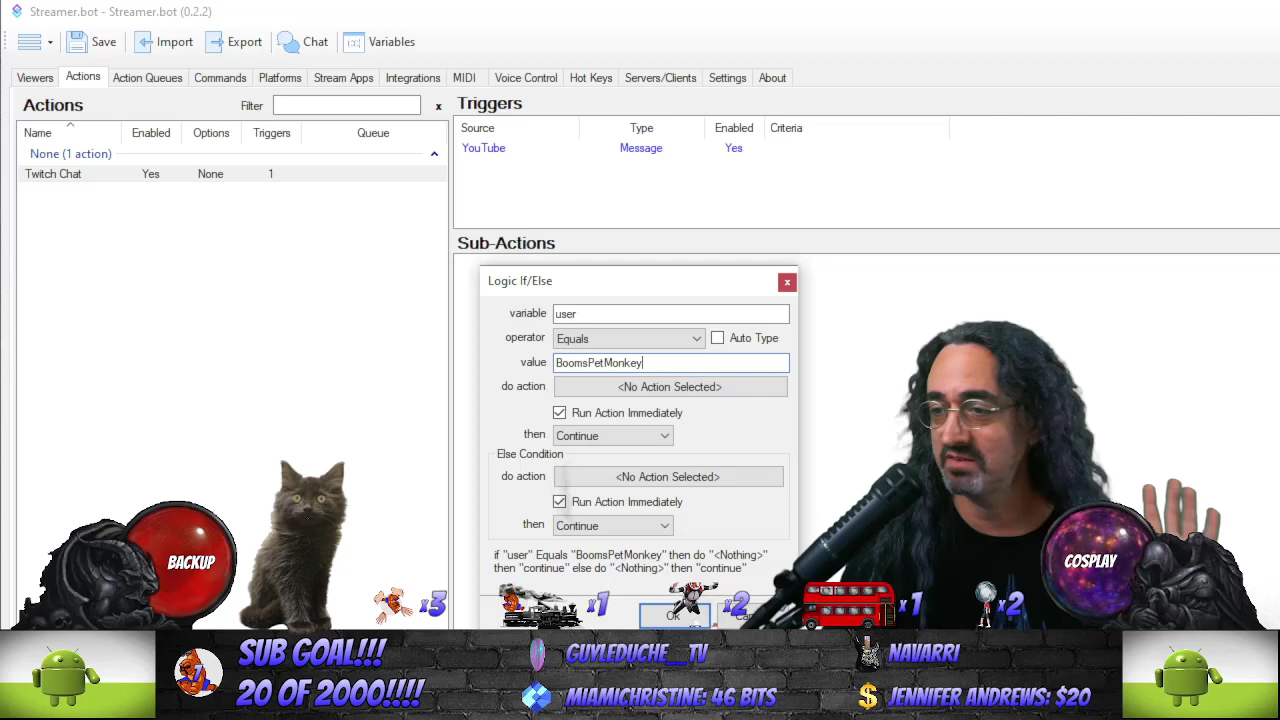 Streamer.bot - Streamer.bot (0.2.2)
Save Import Export Chat Variables
Viewers Actions Action Queues Commands Platforms Stream Apps Integrations MIDI Voice Control Hot Keys Servers/Clients Settings About
Actions Filter x
Name Enabled Options Triggers Queue
None (1 action)
Twitch Chat Yes None 1
Triggers
Source Type Enabled Criteria
YouTube Message Yes
Sub-Actions
Logic If/Else x
variable user
operator Equals Auto Type
value BoomsPetMonkey
do action <No Action Selected>
Run Action Immediately
then Continue
Else Condition
do action <No Action Selected>
Run Action Immediately
then Continue
if "user" Equals "BoomsPetMonkey" then do "<Nothing>"
then "continue" else do "<Nothing>" then "continue"
Ok
BACKUP
COSPLAY
x3 x1 x2 x1 x2
SUB GOAL!!!
20 OF 2000!!!!
GUYLEDUCHE__TV
MIAMICHRISTINE: 46 BITS
NAVARRI
$ JENNIFER ANDREWS: $20